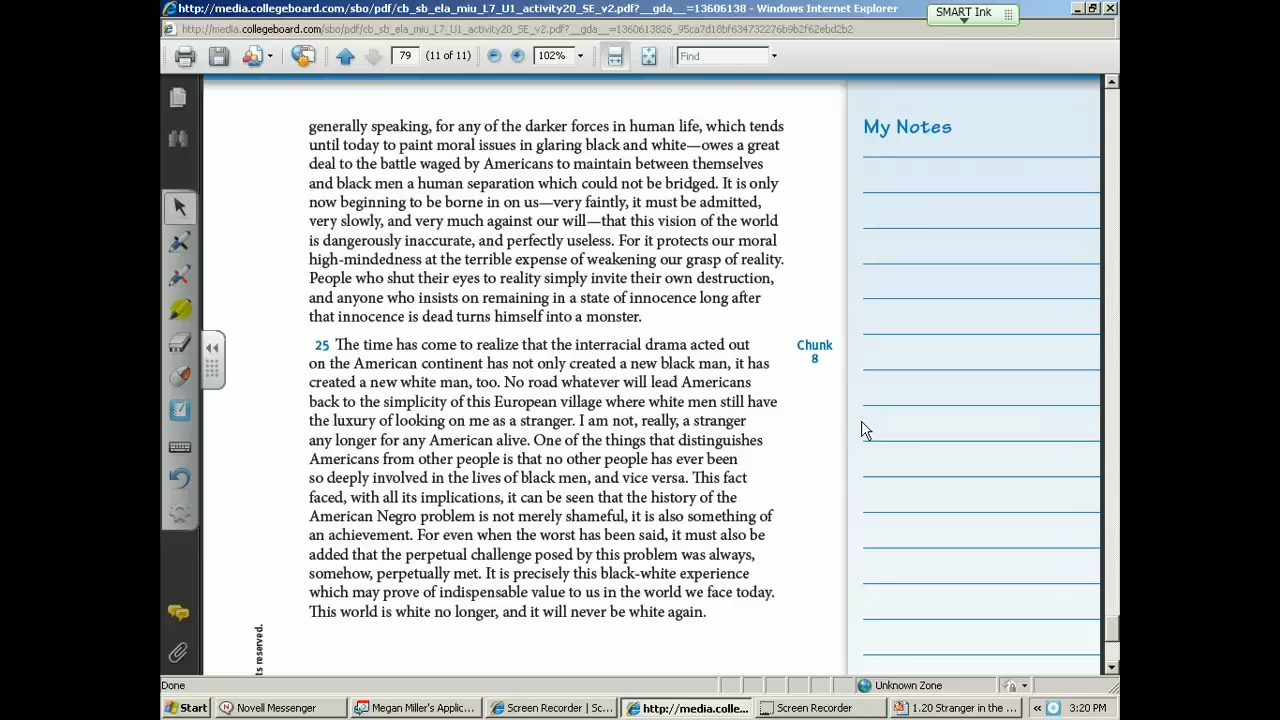 http://media.collegeboard.com/sbo/pdf/cb_sb_ela_miu_L7_U1_activity20_SE_v2.pdf?__gda__=13606138 - Windows Internet Explorer
SMART Ink
http://media.collegeboard.com/sbo/pdf/cb_sb_ela_miu_L7_U1_activity20_SE_v2.pdf?__gda__=1360613826_95ca7d18bf634732276b9b2f62ebd2b2
79 (11 of 11) 102% Find
generally speaking, for any of the darker forces in human life, which tends
until today to paint moral issues in glaring black and white—owes a great
deal to the battle waged by Americans to maintain between themselves
and black men a human separation which could not be bridged. It is only
now beginning to be borne in on us—very faintly, it must be admitted,
very slowly, and very much against our will—that this vision of the world
is dangerously inaccurate, and perfectly useless. For it protects our moral
high-mindedness at the terrible expense of weakening our grasp of reality.
People who shut their eyes to reality simply invite their own destruction,
and anyone who insists on remaining in a state of innocence long after
that innocence is dead turns himself into a monster.
25 The time has come to realize that the interracial drama acted out
on the American continent has not only created a new black man, it has
created a new white man, too. No road whatever will lead Americans
back to the simplicity of this European village where white men still have
the luxury of looking on me as a stranger. I am not, really, a stranger
any longer for any American alive. One of the things that distinguishes
Americans from other people is that no other people has ever been
so deeply involved in the lives of black men, and vice versa. This fact
faced, with all its implications, it can be seen that the history of the
American Negro problem is not merely shameful, it is also something of
an achievement. For even when the worst has been said, it must also be
added that the perpetual challenge posed by this problem was always,
somehow, perpetually met. It is precisely this black-white experience
which may prove of indispensable value to us in the world we face today.
This world is white no longer, and it will never be white again.
Chunk
8
My Notes
ts reserved.
Done
Unknown Zone
Start
Novell Messenger
Megan Miller's Applic...
Screen Recorder | Sc...
http://media.colle...
Screen Recorder
1.20 Stranger in the ...
3:20 PM